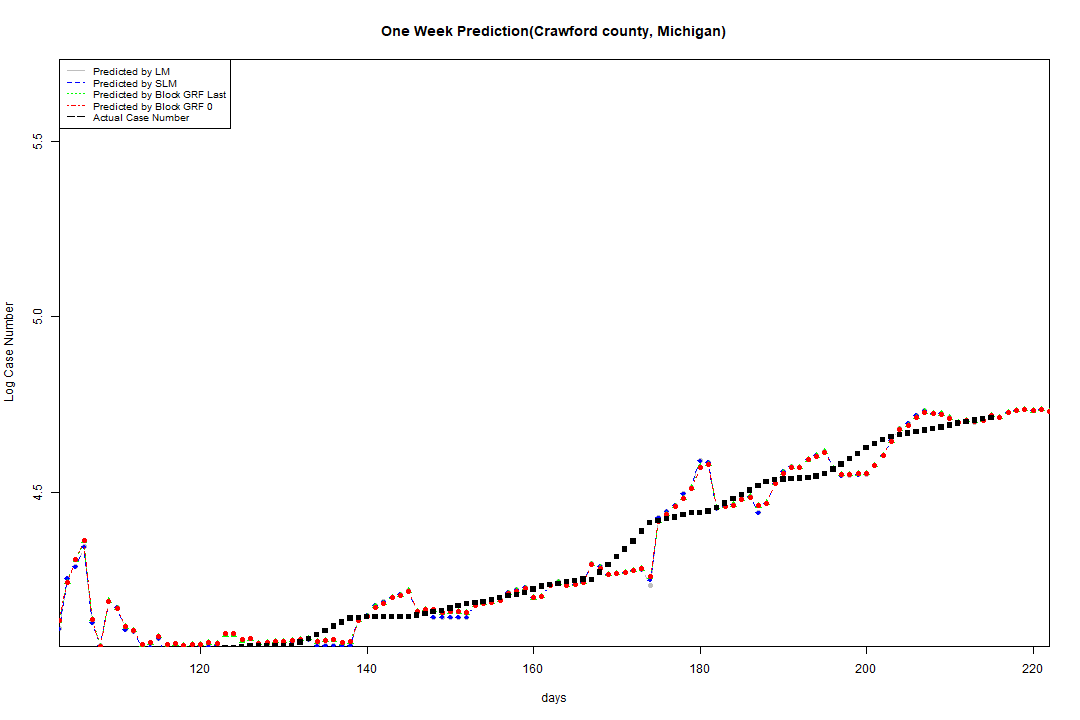 One Week Prediction(Crawford county, Michigan)
Predicted by LM
Predicted by SLM
Predicted by Block GRF Last
Predicted by Block GRF 0
Actual Case Number
5.5
5.0
4.5
Log Case Number
120 140 160 180 200 220
days